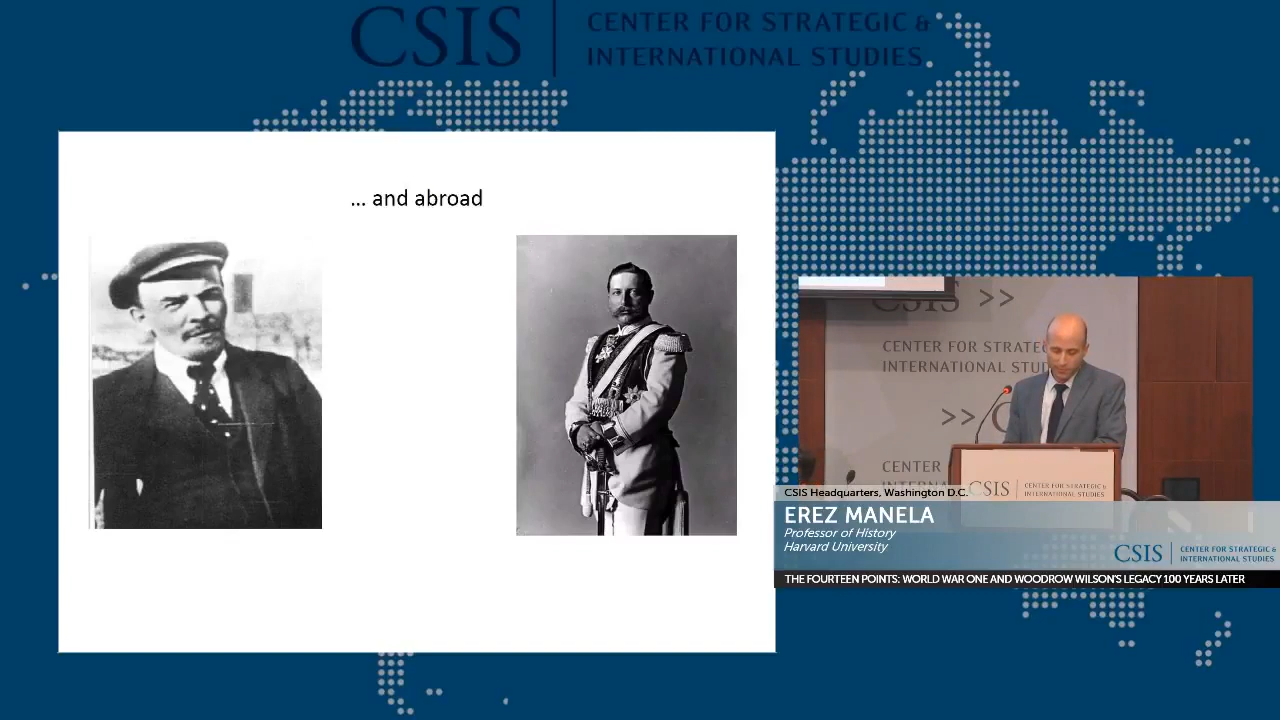 CSIS
CENTER FOR STRATEGIC &
INTERNATIONAL STUDIES
... and abroad
CSIS >>
CENTER FOR STRATEG
INTERNATIONAL STUD
>> C
CENTER
INTERNA
CSIS
CENTER FOR STRATEGIC &
INTERNATIONAL STUDIES
CSIS Headquarters, Washington D.C.
EREZ MANELA
Professor of History
Harvard University
CSIS
CENTER FOR STRATEGIC &
INTERNATIONAL STUDIES
THE FOURTEEN POINTS: WORLD WAR ONE AND WOODROW WILSON'S LEGACY 100 YEARS LATER